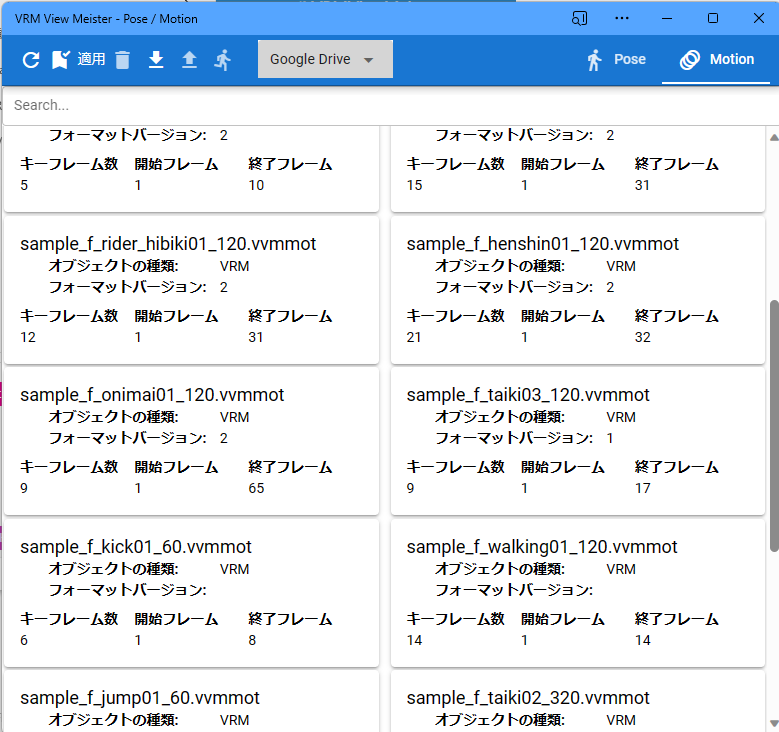 VRM View Meister - Pose / Motion
適用 Google Drive Pose Motion
Search...
フォーマットバージョン: 2 フォーマットバージョン: 2
キーフレーム数 開始フレーム 終了フレーム キーフレーム数 開始フレーム 終了フレーム
5 1 10 15 1 31
sample_f_rider_hibiki01_120.vvmmot sample_f_henshin01_120.vvmmot
オブジェクトの種類: VRM オブジェクトの種類: VRM
フォーマットバージョン: 2 フォーマットバージョン: 2
キーフレーム数 開始フレーム 終了フレーム キーフレーム数 開始フレーム 終了フレーム
12 1 31 21 1 32
sample_f_onimai01_120.vvmmot sample_f_taiki03_120.vvmmot
オブジェクトの種類: VRM オブジェクトの種類: VRM
フォーマットバージョン: 2 フォーマットバージョン: 1
キーフレーム数 開始フレーム 終了フレーム キーフレーム数 開始フレーム 終了フレーム
9 1 65 9 1 17
sample_f_kick01_60.vvmmot sample_f_walking01_120.vvmmot
オブジェクトの種類: VRM オブジェクトの種類: VRM
フォーマットバージョン: フォーマットバージョン:
キーフレーム数 開始フレーム 終了フレーム キーフレーム数 開始フレーム 終了フレーム
6 1 8 14 1 14
sample_f_jump01_60.vvmmot sample_f_taiki02_320.vvmmot
オブジェクトの種類: VRM オブジェクトの種類: VRM